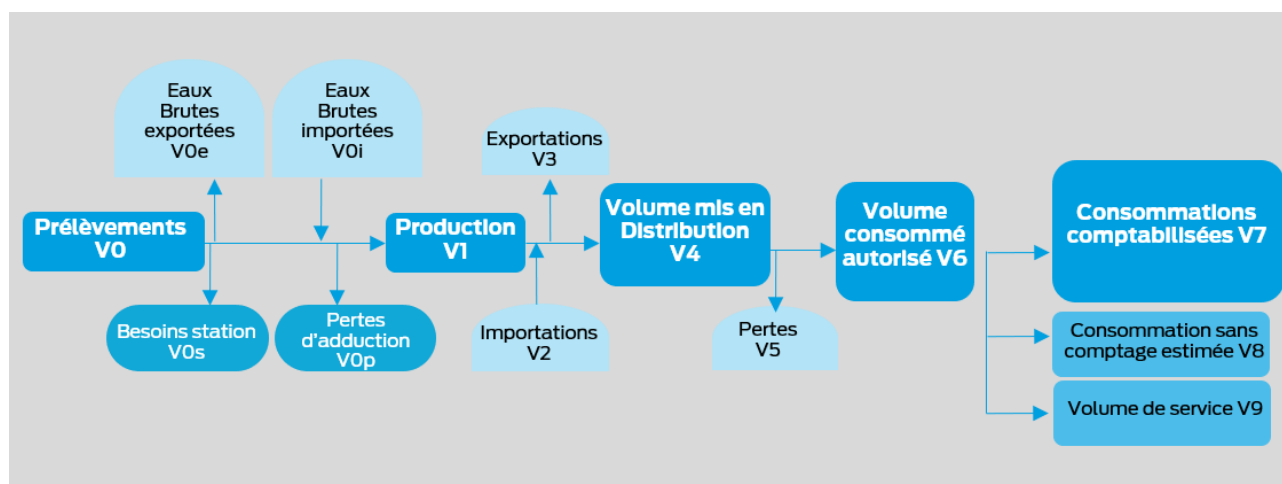 Eaux
Brutes
exportées
V0e
Eaux
Brutes
importées
V0i
Exportations
V3
Prélèvements
V0
Production
V1
Volume mis en
Distribution
V4
Volume
consommé
autorisé V6
Consommations
comptabilisées V7
Besoins station
V0s
Pertes
d'adduction
V0p
Importations
V2
Pertes
V5
Consommation sans
comptage estimée V8
Volume de service V9